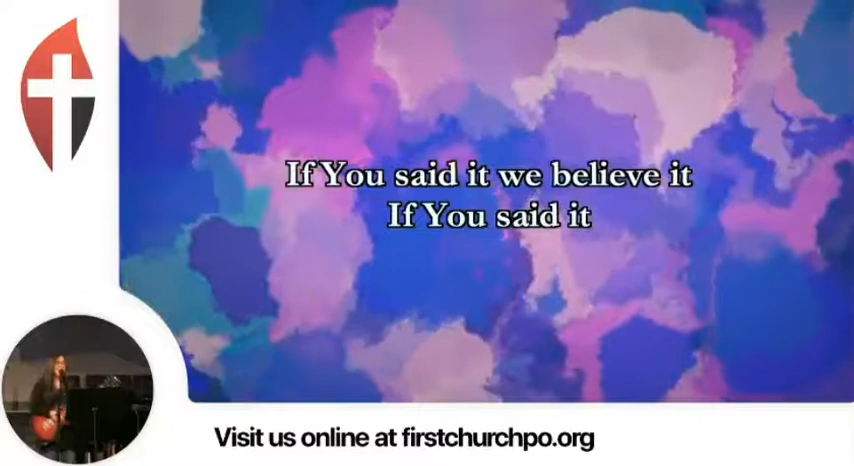 If You said it we believe it
If You said it
Visit us online at firstchurchpo.org